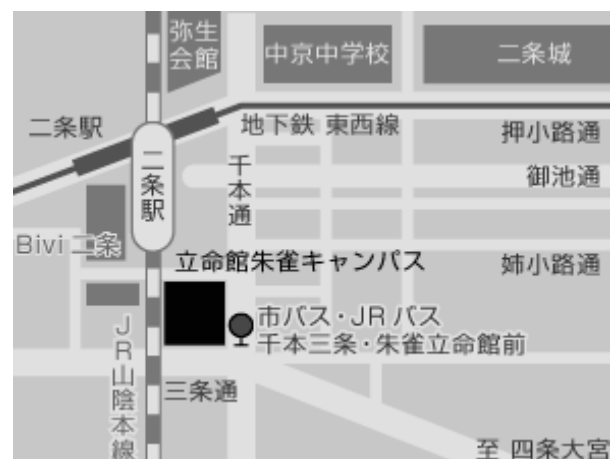 弥生
会館
中京中学校
二条城
二条駅
地下鉄 東西線
押小路通
二条駅
千本通
御池通
Bivi 二条
立命館朱雀キャンパス
姉小路通
市バス・JRバス
千本三条・朱雀立命館前
JR山陰本線
三条通
至 四条大宮